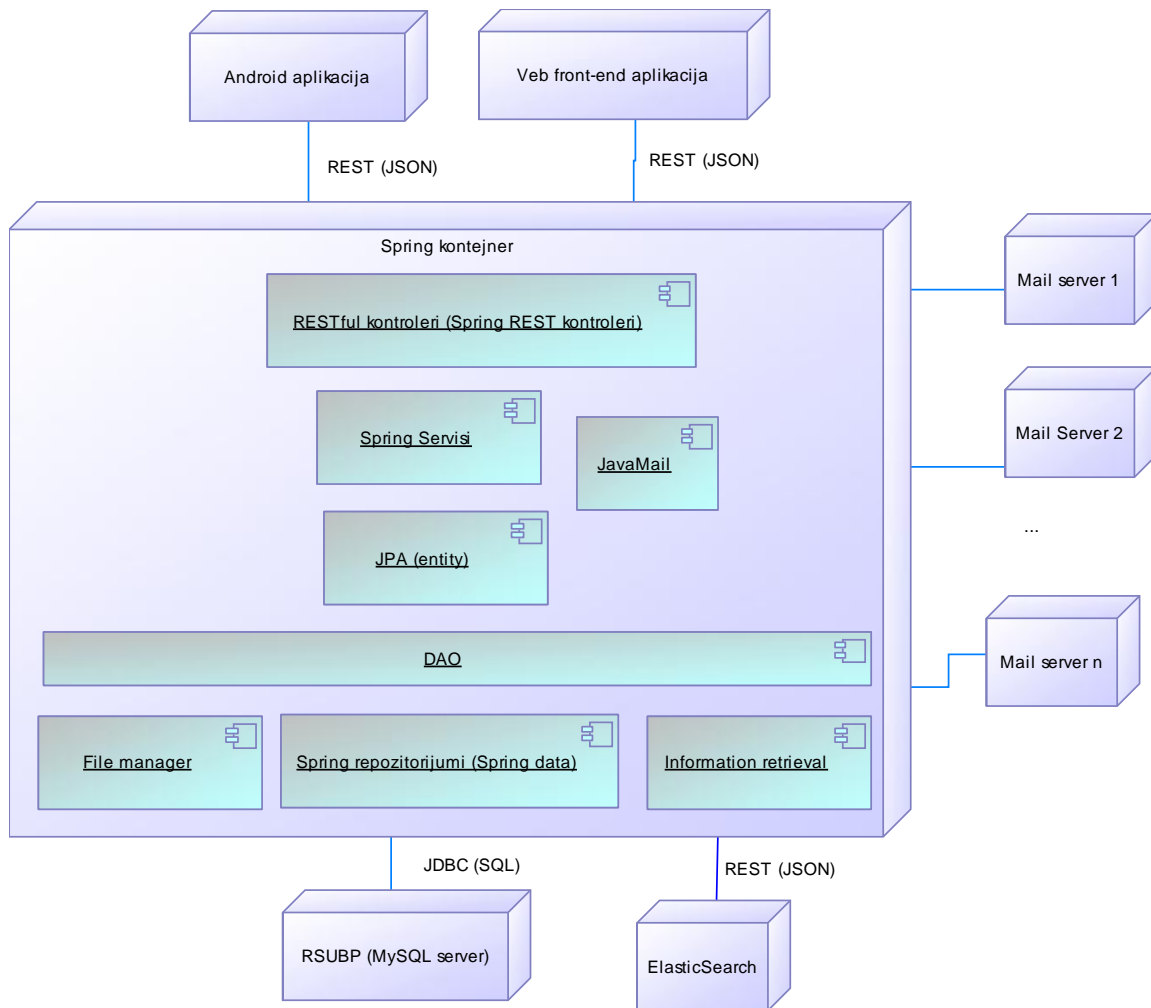 Android aplikacija
Veb front-end aplikacija
REST (JSON)
REST (JSON)
Spring kontejner
RESTful kontroleri (Spring REST kontroleri)
Spring Servisi
JavaMail
JPA (entity)
DAO
File manager
Spring repozitorijumi (Spring data)
Information retrieval
Mail server 1
Mail Server 2
...
Mail server n
JDBC (SQL)
REST (JSON)
RSUBP (MySQL server)
ElasticSearch